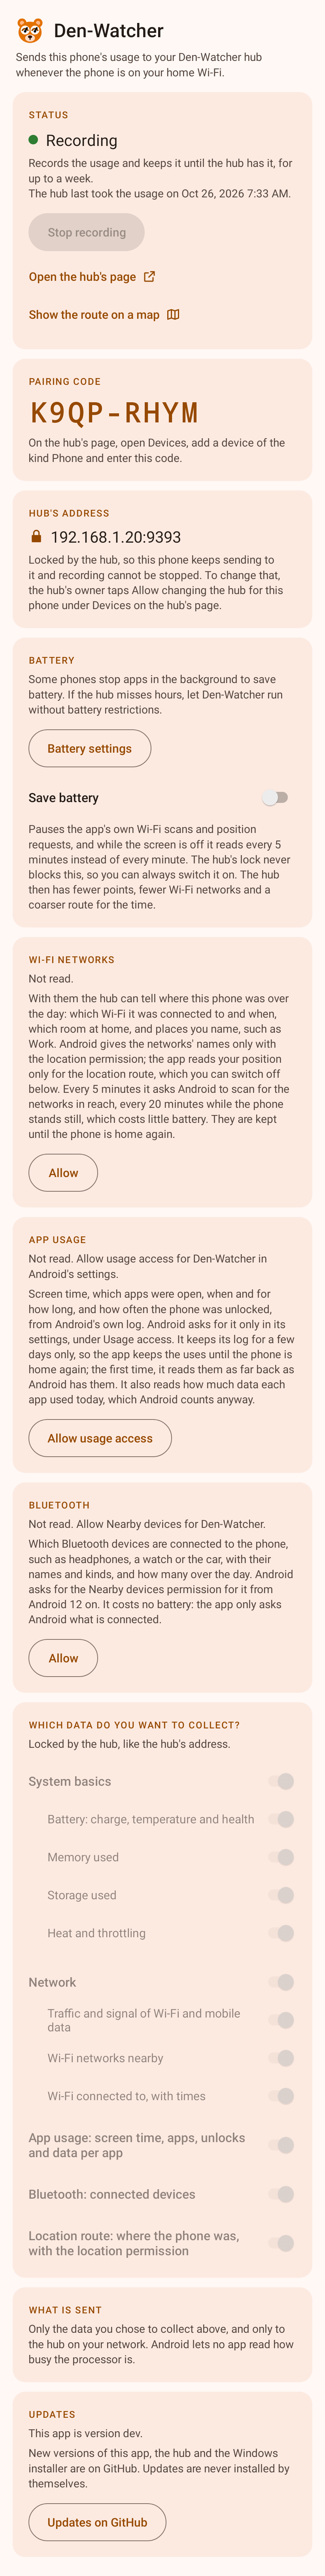 Den-Watcher
Sends this phone's usage to your Den-Watcher hub
whenever the phone is on your home Wi-Fi.
STATUS
Recording
Records the usage and keeps it until the hub has it, for
up to a week.
The hub last took the usage on Oct 26, 2026 7:33 AM.
Stop recording
Open the hub's page
Show the route on a map
PAIRING CODE
K9QP-RHYM
On the hub's page, open Devices, add a device of the
kind Phone and enter this code.
HUB'S ADDRESS
192.168.1.20:9393
Locked by the hub, so this phone keeps sending to
it and recording cannot be stopped. To change that,
the hub's owner taps Allow changing the hub for this
phone under Devices on the hub's page.
BATTERY
Some phones stop apps in the background to save
battery. If the hub misses hours, let Den-Watcher run
without battery restrictions.
Battery settings
Save battery
Pauses the app's own Wi-Fi scans and position
requests, and while the screen is off it reads every 5
minutes instead of every minute. The hub's lock never
blocks this, so you can always switch it on. The hub
then has fewer points, fewer Wi-Fi networks and a
coarser route for the time.
WI-FI NETWORKS
Not read.
With them the hub can tell where this phone was over
the day: which Wi-Fi it was connected to and when,
which room at home, and places you name, such as
Work. Android gives the networks' names only with
the location permission; the app reads your position
only for the location route, which you can switch off
below. Every 5 minutes it asks Android to scan for the
networks in reach, every 20 minutes while the phone
stands still, which costs little battery. They are kept
until the phone is home again.
Allow
APP USAGE
Not read. Allow usage access for Den-Watcher in
Android's settings.
Screen time, which apps were open, when and for
how long, and how often the phone was unlocked,
from Android's own log. Android asks for it only in its
settings, under Usage access. It keeps its log for a few
days only, so the app keeps the uses until the phone is
home again; the first time, it reads them as far back as
Android has them. It also reads how much data each
app used today, which Android counts anyway.
Allow usage access
BLUETOOTH
Not read. Allow Nearby devices for Den-Watcher.
Which Bluetooth devices are connected to the phone,
such as headphones, a watch or the car, with their
names and kinds, and how many over the day. Android
asks for the Nearby devices permission for it from
Android 12 on. It costs no battery: the app only asks
Android what is connected.
Allow
WHICH DATA DO YOU WANT TO COLLECT?
Locked by the hub, like the hub's address.
System basics
Battery: charge, temperature and health
Memory used
Storage used
Heat and throttling
Network
Traffic and signal of Wi-Fi and mobile
data
Wi-Fi networks nearby
Wi-Fi connected to, with times
App usage: screen time, apps, unlocks
and data per app
Bluetooth: connected devices
Location route: where the phone was,
with the location permission
WHAT IS SENT
Only the data you chose to collect above, and only to
the hub on your network. Android lets no app read how
busy the processor is.
UPDATES
This app is version dev.
New versions of this app, the hub and the Windows
installer are on GitHub. Updates are never installed by
themselves.
Updates on GitHub